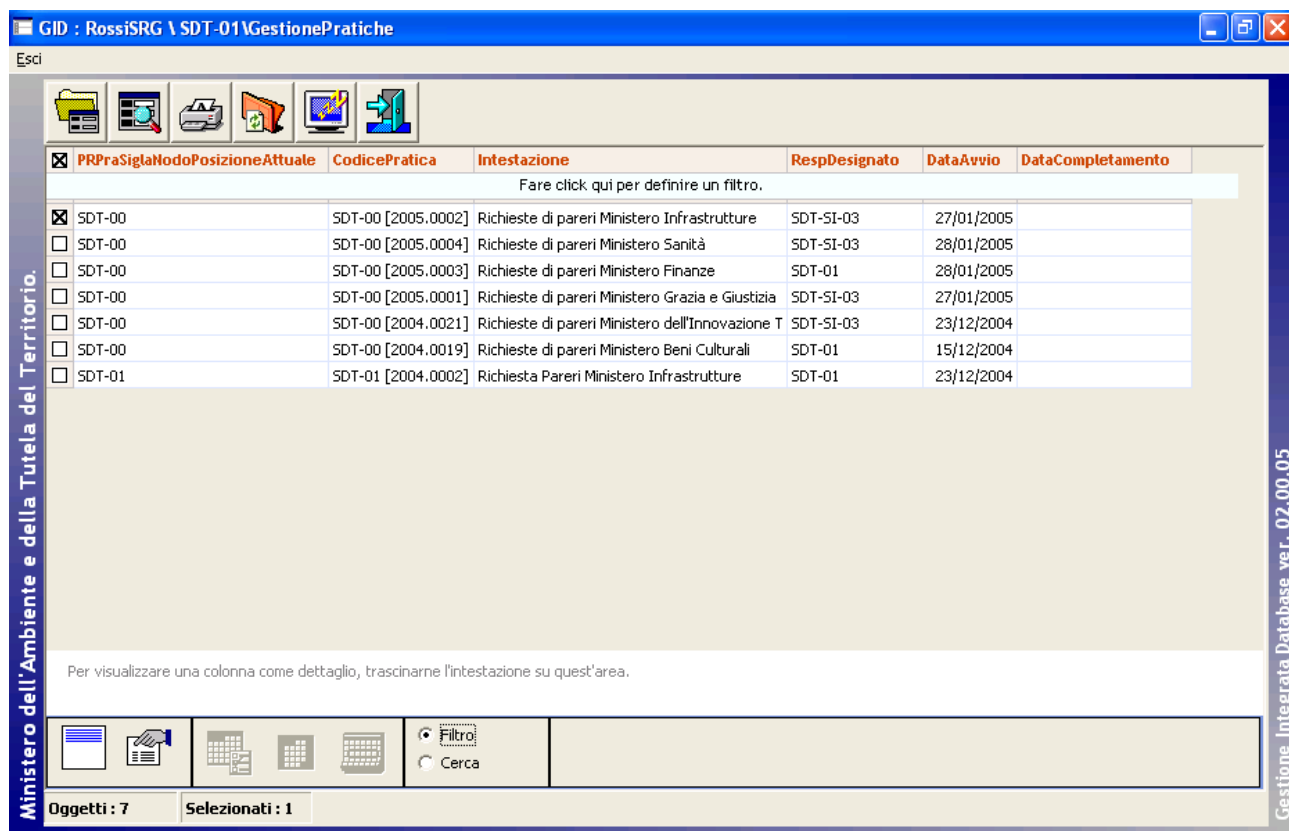 GID : RossiSRG \ SDT-01\GestionePratiche
Esci
PRPraSiglaNodoPosizioneAttuale CodicePratica Intestazione RespDesignato DataAvvio DataCompletamento
Fare click qui per definire un filtro.
SDT-00 SDT-00 [2005.0002] Richieste di pareri Ministero Infrastrutture SDT-SI-03 27/01/2005
SDT-00 SDT-00 [2005.0004] Richieste di pareri Ministero Sanità SDT-SI-03 28/01/2005
SDT-00 SDT-00 [2005.0003] Richieste di pareri Ministero Finanze SDT-01 28/01/2005
SDT-00 SDT-00 [2005.0001] Richieste di pareri Ministero Grazia e Giustizia SDT-SI-03 27/01/2005
SDT-00 SDT-00 [2004.0021] Richieste di pareri Ministero dell'Innovazione T SDT-SI-03 23/12/2004
SDT-00 SDT-00 [2004.0019] Richieste di pareri Ministero Beni Culturali SDT-01 15/12/2004
SDT-01 SDT-01 [2004.0002] Richiesta Pareri Ministero Infrastrutture SDT-01 23/12/2004
Per visualizzare una colonna come dettaglio, trascinarne l'intestazione su quest'area.
Filtro
Cerca
Oggetti : 7 Selezionati : 1
Ministero dell'Ambiente e della Tutela del Territorio.
Gestione Integrata Database ver. 02.00.05